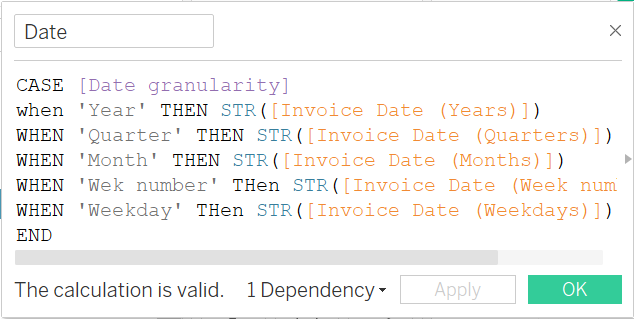 Date
CASE [Date granularity]
when 'Year' THEN STR([Invoice Date (Years)])
WHEN 'Quarter' THEN STR([Invoice Date (Quarters)])
WHEN 'Month' THEN STR([Invoice Date (Months)])
WHEN 'Wek number' THen STR([Invoice Date (Week num
WHEN 'Weekday' THen STR([Invoice Date (Weekdays)])
END
The calculation is valid. 1 Dependency Apply OK